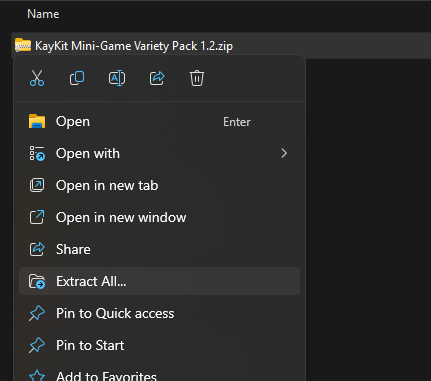 Name
KayKit Mini-Game Variety Pack 1.2.zip
Open Enter
Open with
Open in new tab
Open in new window
Share
Extract All...
Pin to Quick access
Pin to Start
Add to Favorites